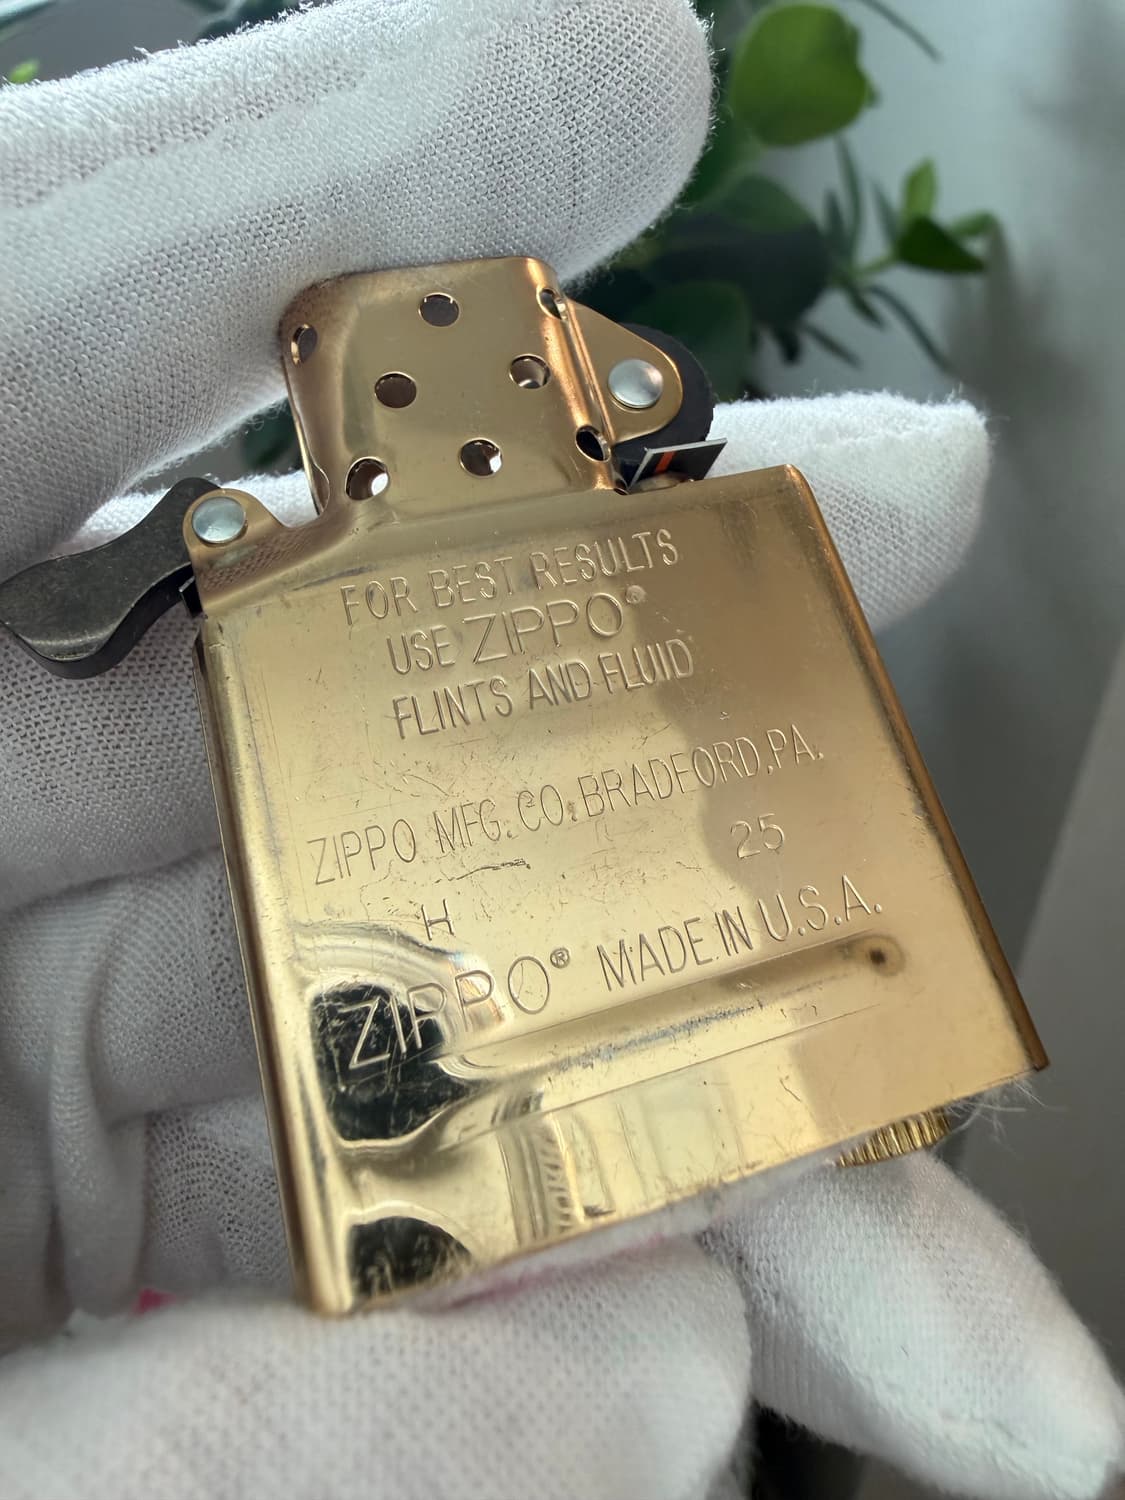 FOR BEST RESULTS
USE ZIPPO®
FLINTS AND FLUID
ZIPPO MFG. CO. BRADFORD, PA.
H 25
ZIPPO® MADE IN U.S.A.